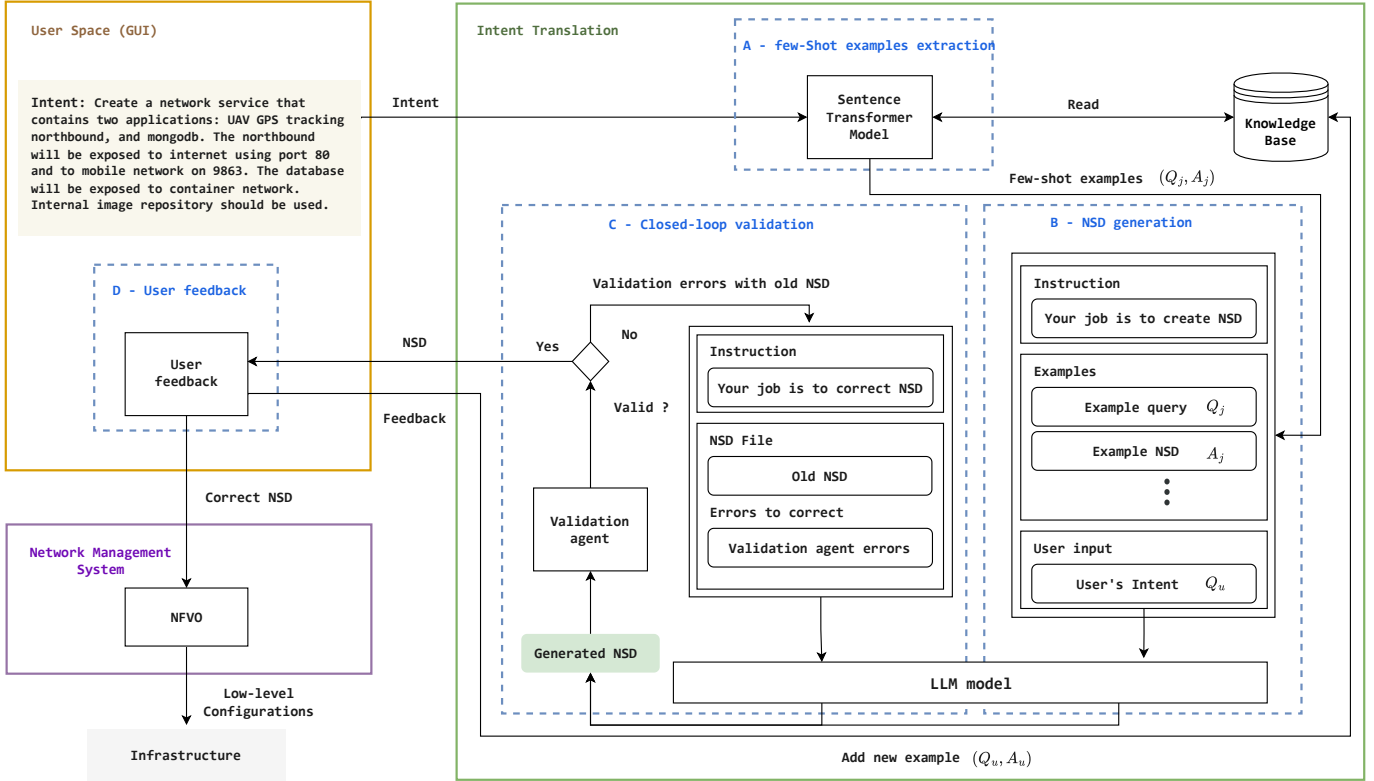 User Space (GUI)
Intent: Create a network service that
contains two applications: UAV GPS tracking
northbound, and mongodb. The northbound
will be exposed to internet using port 80
and to mobile network on 9863. The database
will be exposed to container network.
Internal image repository should be used.
D - User feedback
User
feedback
Correct NSD
Network Management
System
NFVO
Low-level
Configurations
Infrastructure
Intent Translation
Intent
A - few-Shot examples extraction
Sentence
Transformer
Model
Read
Knowledge
Base
Few-shot examples (Q_j, A_j)
C - Closed-loop validation
Validation errors with old NSD
No
Yes
NSD
Valid ?
Feedback
Validation
agent
Generated NSD
Instruction
Your job is to correct NSD
NSD File
Old NSD
Errors to correct
Validation agent errors
B - NSD generation
Instruction
Your job is to create NSD
Examples
Example query Q_j
Example NSD A_j
User input
User's Intent Q_u
LLM model
Add new example (Q_u, A_u)